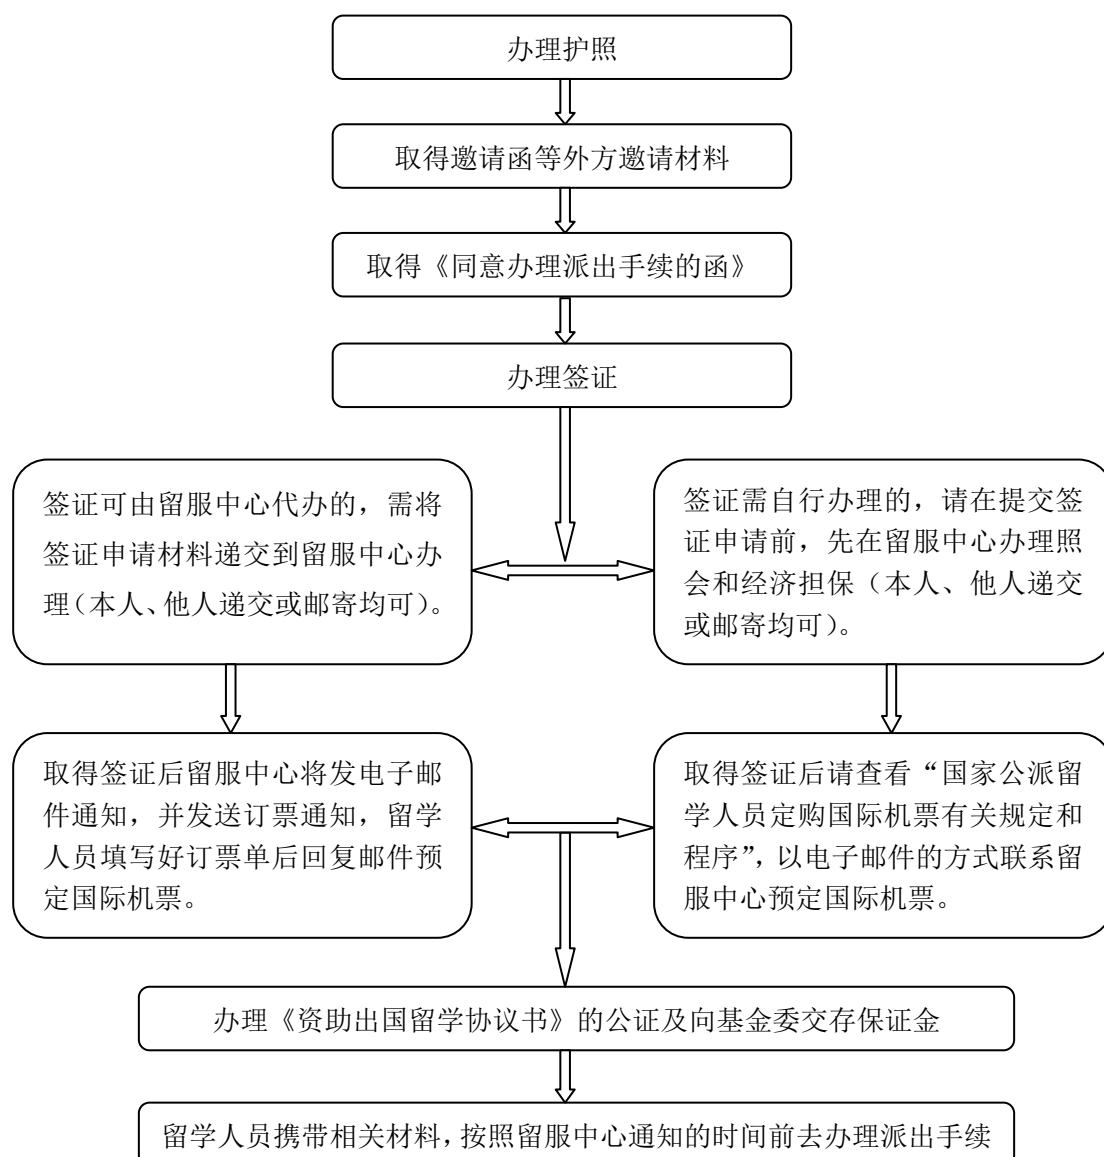 办理护照
取得邀请函等外方邀请材料
取得《同意办理派出手续的函》
办理签证
签证可由留服中心代办的，需将
签证申请材料递交到留服中心办
理（本人、他人递交或邮寄均可）。
签证需自行办理的，请在提交签
证申请前，先在留服中心办理照
会和经济担保（本人、他人递交
或邮寄均可）。
取得签证后留服中心将发电子邮
件通知，并发送订票通知，留学
人员填写好订票单后回复邮件预
定国际机票。
取得签证后请查看“国家公派留
学人员定购国际机票有关规定和
程序”，以电子邮件的方式联系留
服中心预定国际机票。
办理《资助出国留学协议书》的公证及向基金委交存保证金
留学人员携带相关材料，按照留服中心通知的时间前去办理派出手续